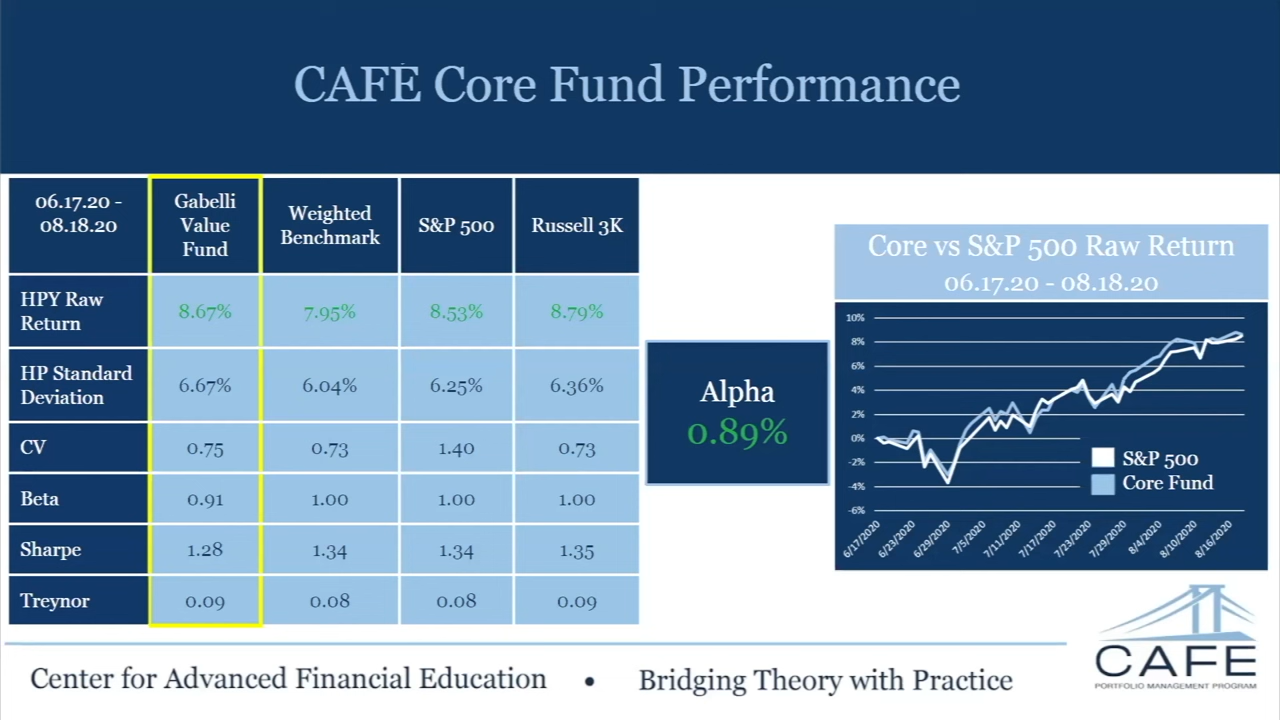 CAFÉ Core Fund Performance
06.17.20 -
08.18.20
Gabelli
Value
Fund
Weighted
Benchmark
S&P 500
Russell 3K
HPY Raw
Return
8.67%
7.95%
8.53%
8.79%
HP Standard
Deviation
6.67%
6.04%
6.25%
6.36%
CV
0.75
0.73
1.40
0.73
Beta
0.91
1.00
1.00
1.00
Sharpe
1.28
1.34
1.34
1.35
Treynor
0.09
0.08
0.08
0.09
Alpha
0.89%
Core vs S&P 500 Raw Return
06.17.20 - 08.18.20
10%
8%
6%
4%
2%
0%
-2%
-4%
-6%
S&P 500
Core Fund
6/17/2020
6/23/2020
6/29/2020
7/5/2020
7/11/2020
7/17/2020
7/23/2020
7/29/2020
8/4/2020
8/10/2020
8/16/2020
Center for Advanced Financial Education • Bridging Theory with Practice
CAFE
PORTFOLIO MANAGEMENT PROGRAM